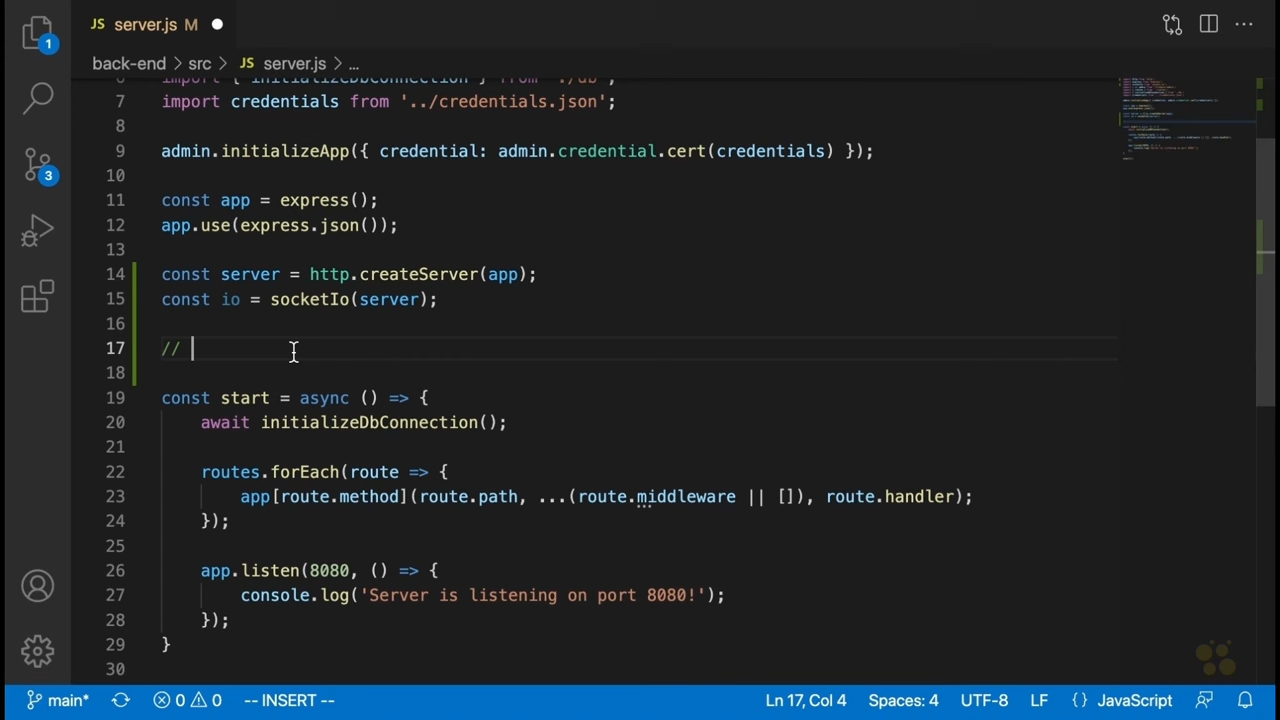 JS server.js M
back-end > src > JS server.js > ...
1
3
6 import { initializeDbConnection } from './db';
7 import credentials from '../credentials.json';
8
9 admin.initializeApp({ credential: admin.credential.cert(credentials) });
10
11 const app = express();
12 app.use(express.json());
13
14 const server = http.createServer(app);
15 const io = socketIo(server);
16
17 //
18
19 const start = async () => {
20 await initializeDbConnection();
21
22 routes.forEach(route => {
23 app[route.method](route.path, ...(route.middleware || []), route.handler);
24 });
25
26 app.listen(8080, () => {
27 console.log('Server is listening on port 8080!');
28 });
29 }
30
main* 0 0 -- INSERT -- Ln 17, Col 4 Spaces: 4 UTF-8 LF {} JavaScript